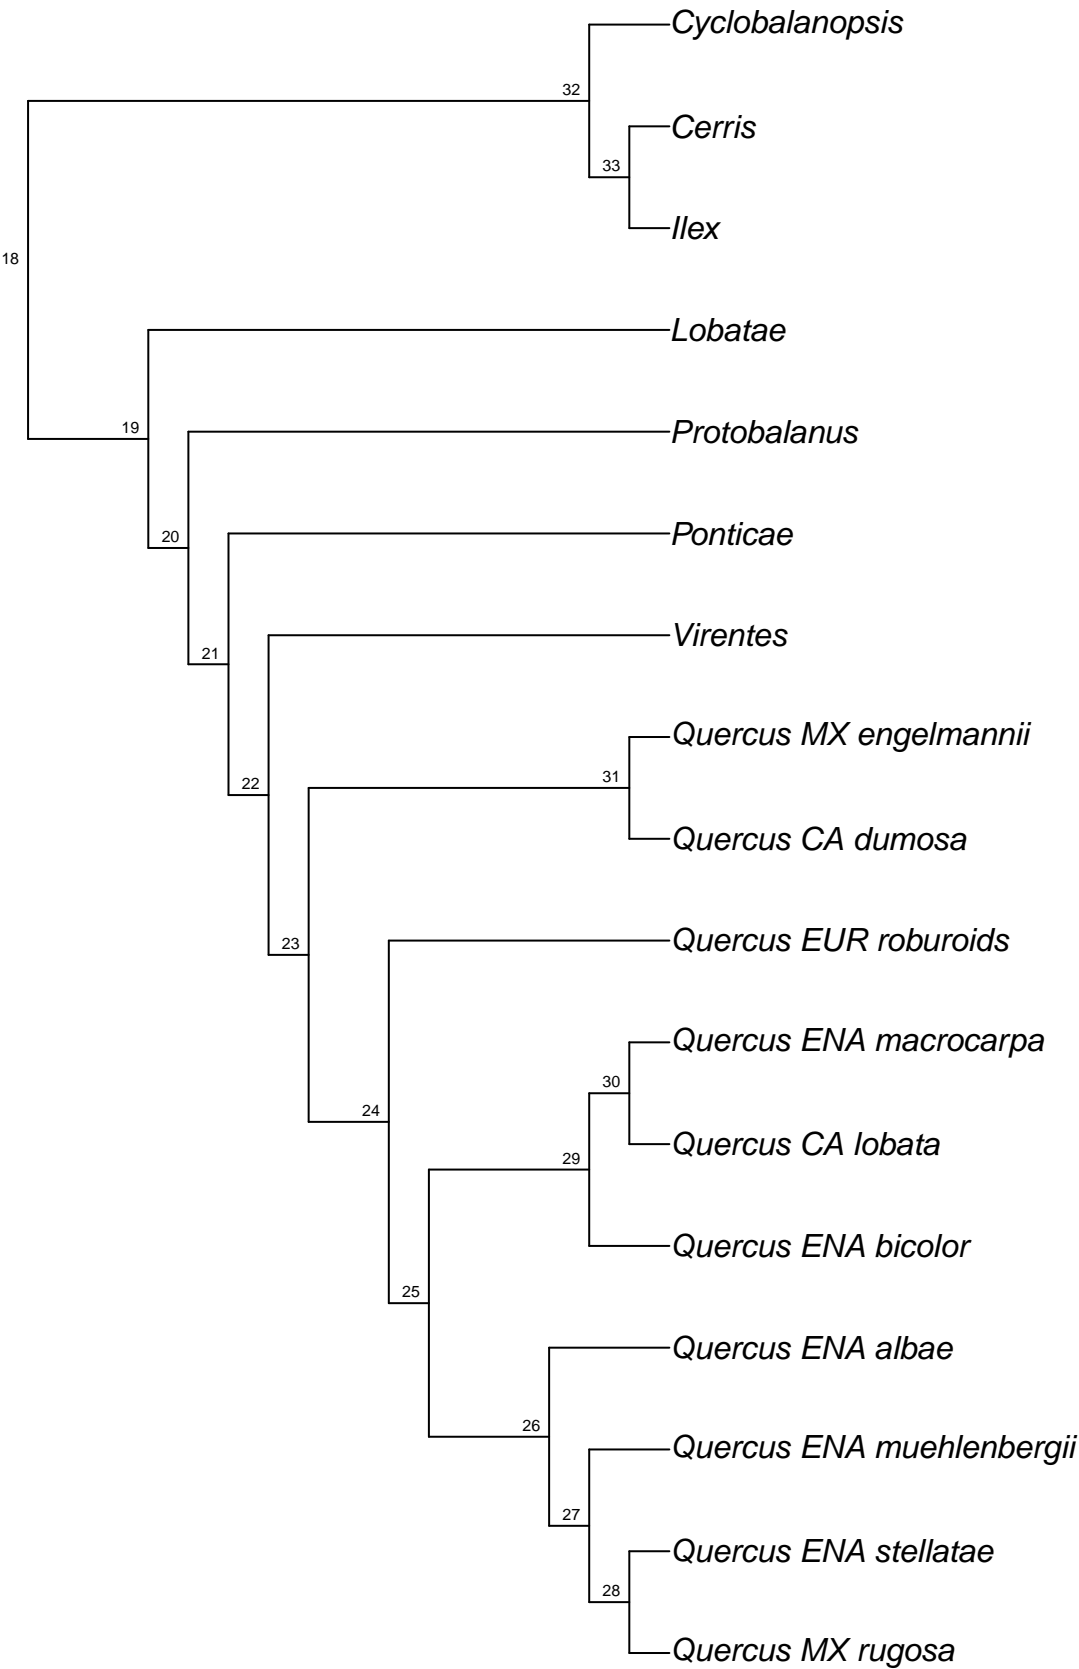 Cyclobalanopsis
32
Cerris
33
Ilex
18
Lobatae
19
Protobalanus
20
Ponticae
21
Virentes
22
Quercus MX engelmannii
31
Quercus CA dumosa
23
Quercus EUR roburoids
24
Quercus ENA macrocarpa
30
Quercus CA lobata
29
Quercus ENA bicolor
25
Quercus ENA albae
26
Quercus ENA muehlenbergii
27
Quercus ENA stellatae
28
Quercus MX rugosa